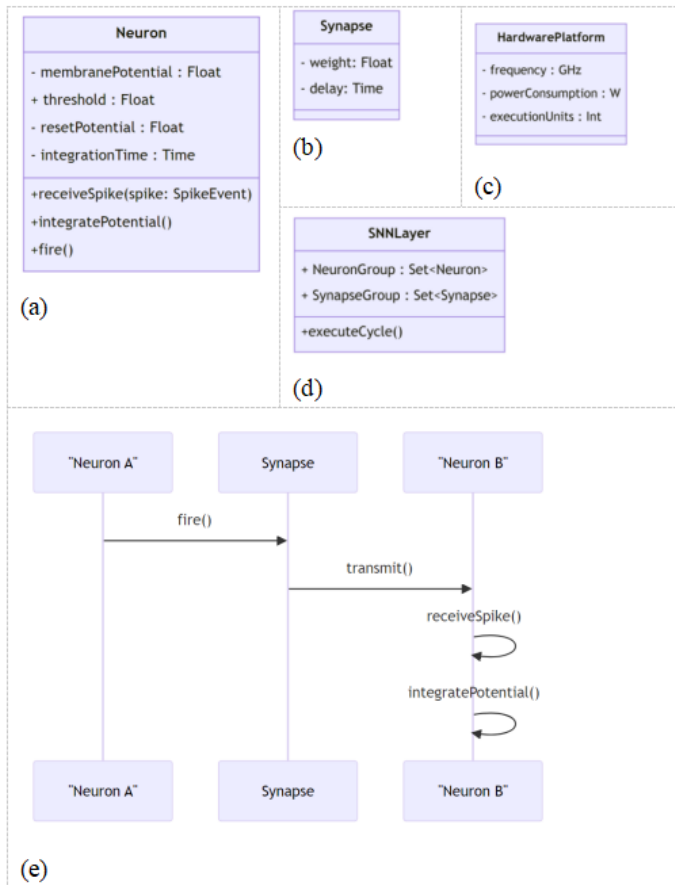 Neuron
- membranePotential : Float
+ threshold : Float
- resetPotential : Float
- integrationTime : Time
+receiveSpike(spike: SpikeEvent)
+integratePotential()
+fire()
(a)
Synapse
- weight: Float
- delay: Time
(b)
HardwarePlatform
- frequency : GHz
- powerConsumption : W
- executionUnits : Int
(c)
SNNLayer
+ NeuronGroup : Set<Neuron>
+ SynapseGroup : Set<Synapse>
+executeCycle()
(d)
"Neuron A"
Synapse
"Neuron B"
fire()
transmit()
receiveSpike()
integratePotential()
"Neuron A"
Synapse
"Neuron B"
(e)